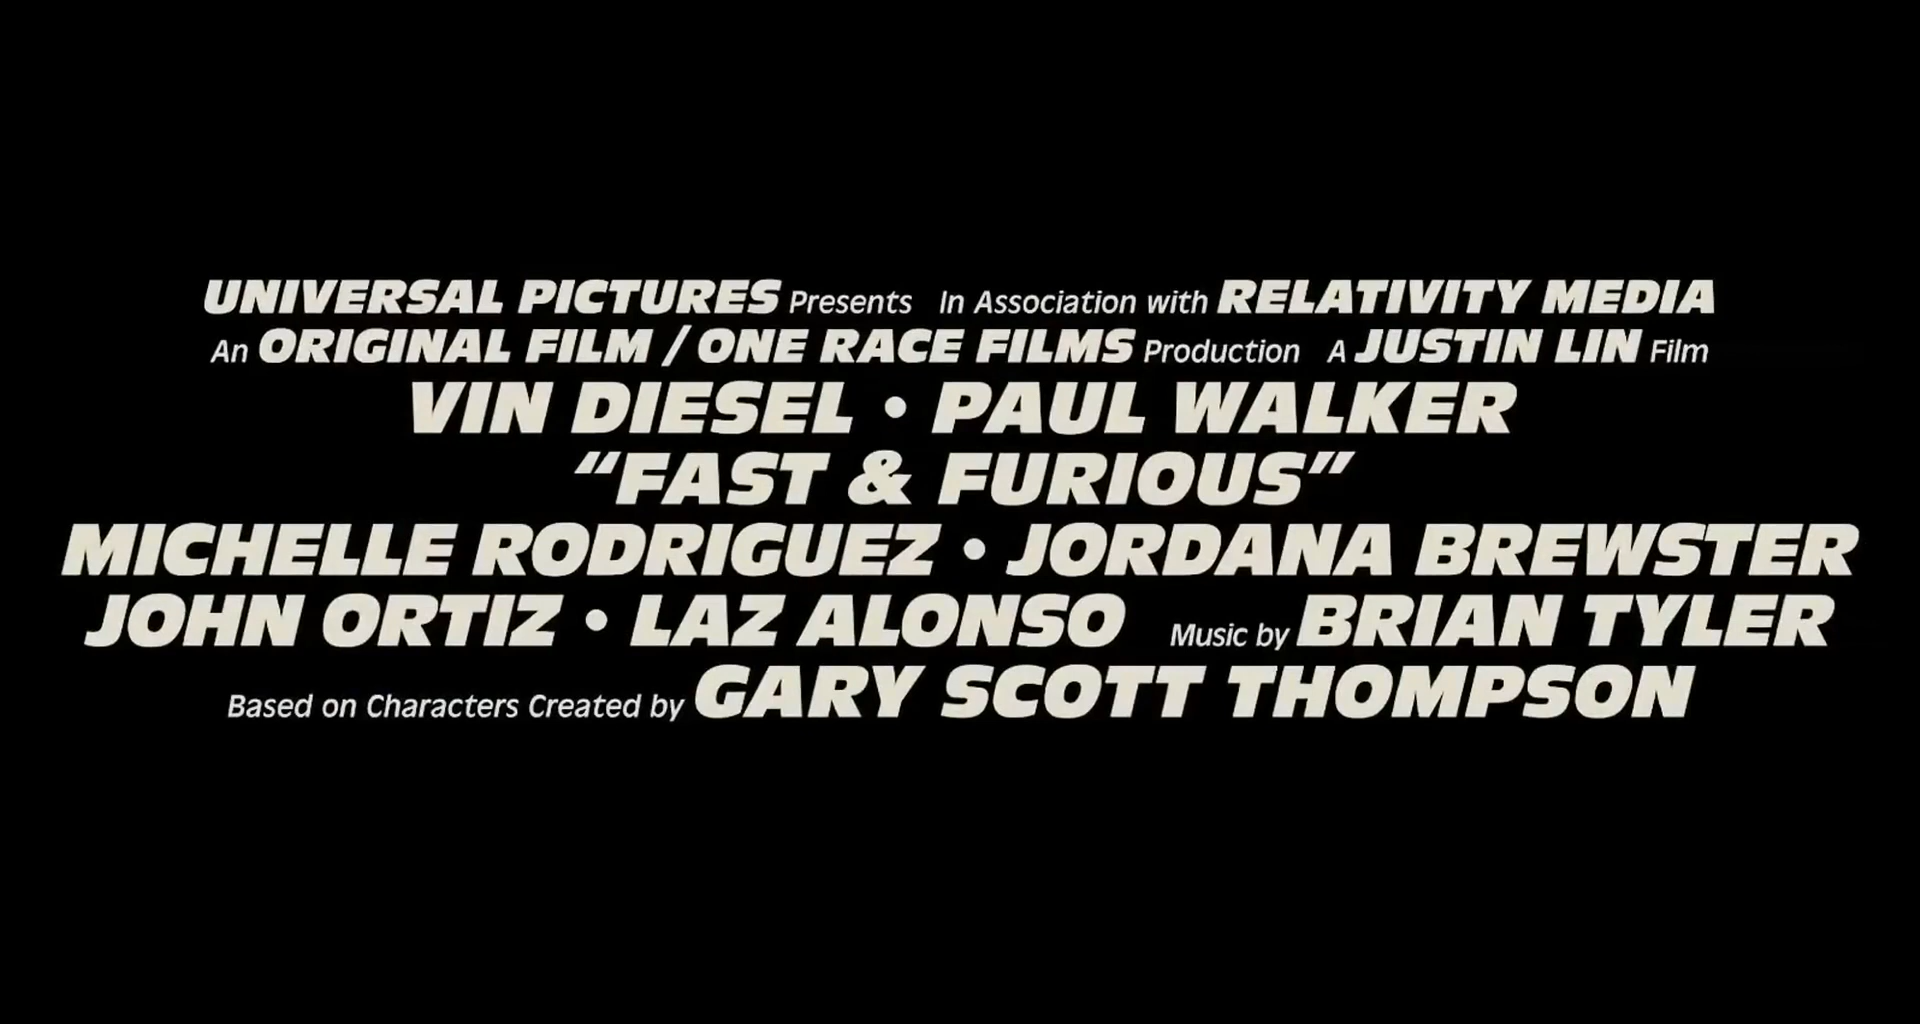 UNIVERSAL PICTURES Presents In Association with RELATIVITY MEDIA
An ORIGINAL FILM / ONE RACE FILMS Production A JUSTIN LIN Film
VIN DIESEL • PAUL WALKER
“FAST & FURIOUS”
MICHELLE RODRIGUEZ • JORDANA BREWSTER
JOHN ORTIZ • LAZ ALONSO Music by BRIAN TYLER
Based on Characters Created by GARY SCOTT THOMPSON